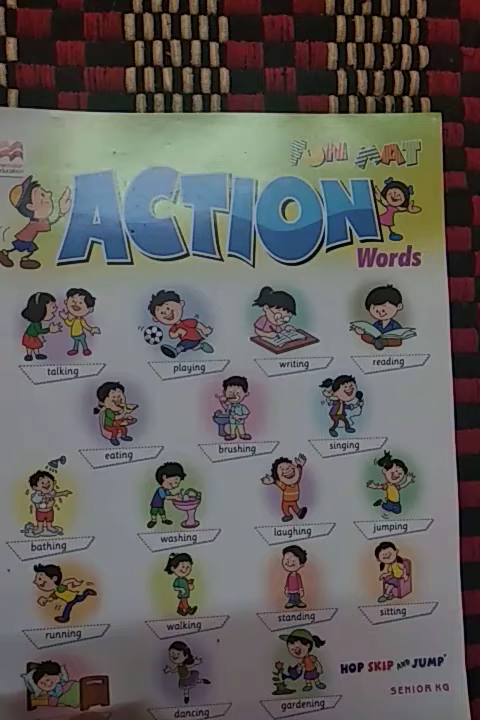 FUN MAT
ACTION
Words
talking playing writing reading
eating brushing singing
bathing washing laughing jumping
running walking standing sitting
dancing gardening
HOP SKIP AND JUMP
SENIOR KG